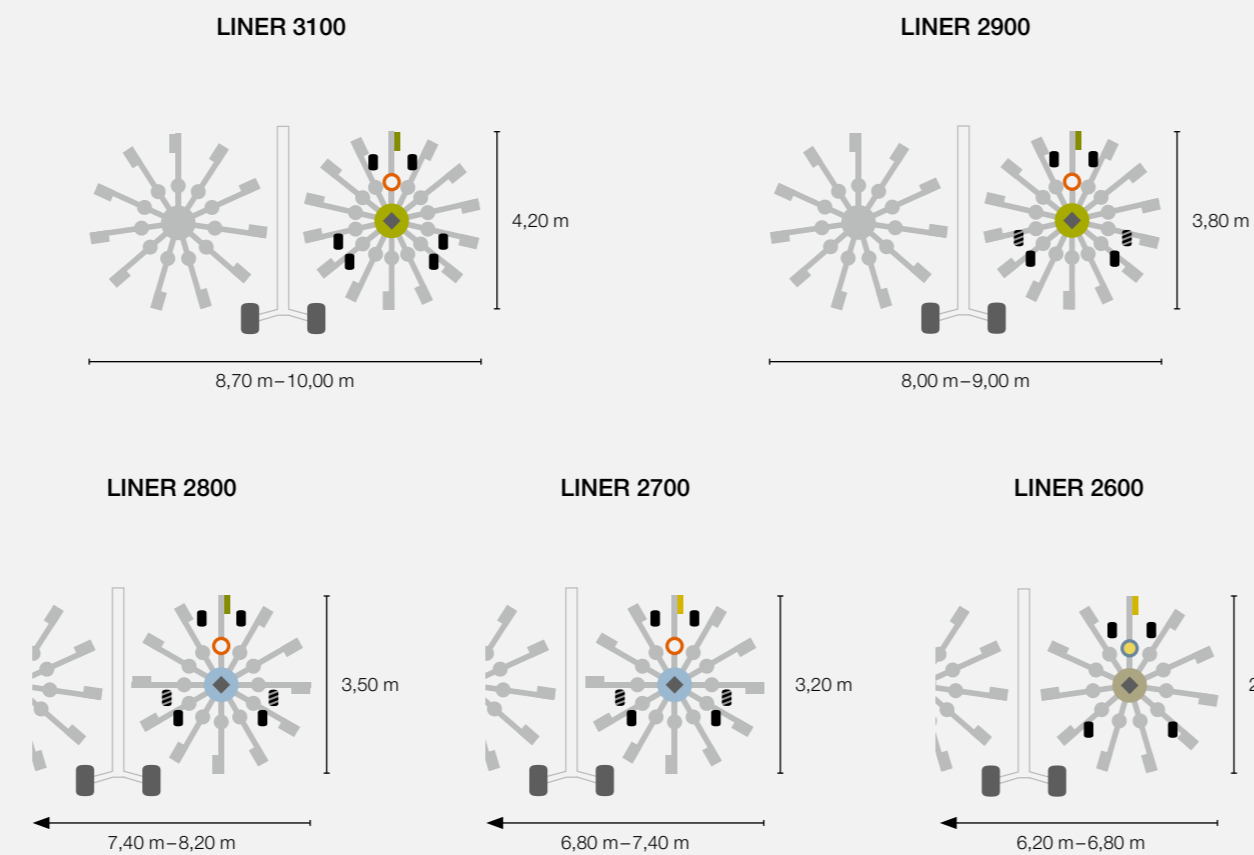 LINER 3100
LINER 2900
4,20 m
3,80 m
8,70 m–10,00 m
8,00 m–9,00 m
LINER 2800
LINER 2700
LINER 2600
3,50 m
3,20 m
2
7,40 m–8,20 m
6,80 m–7,40 m
6,20 m–6,80 m